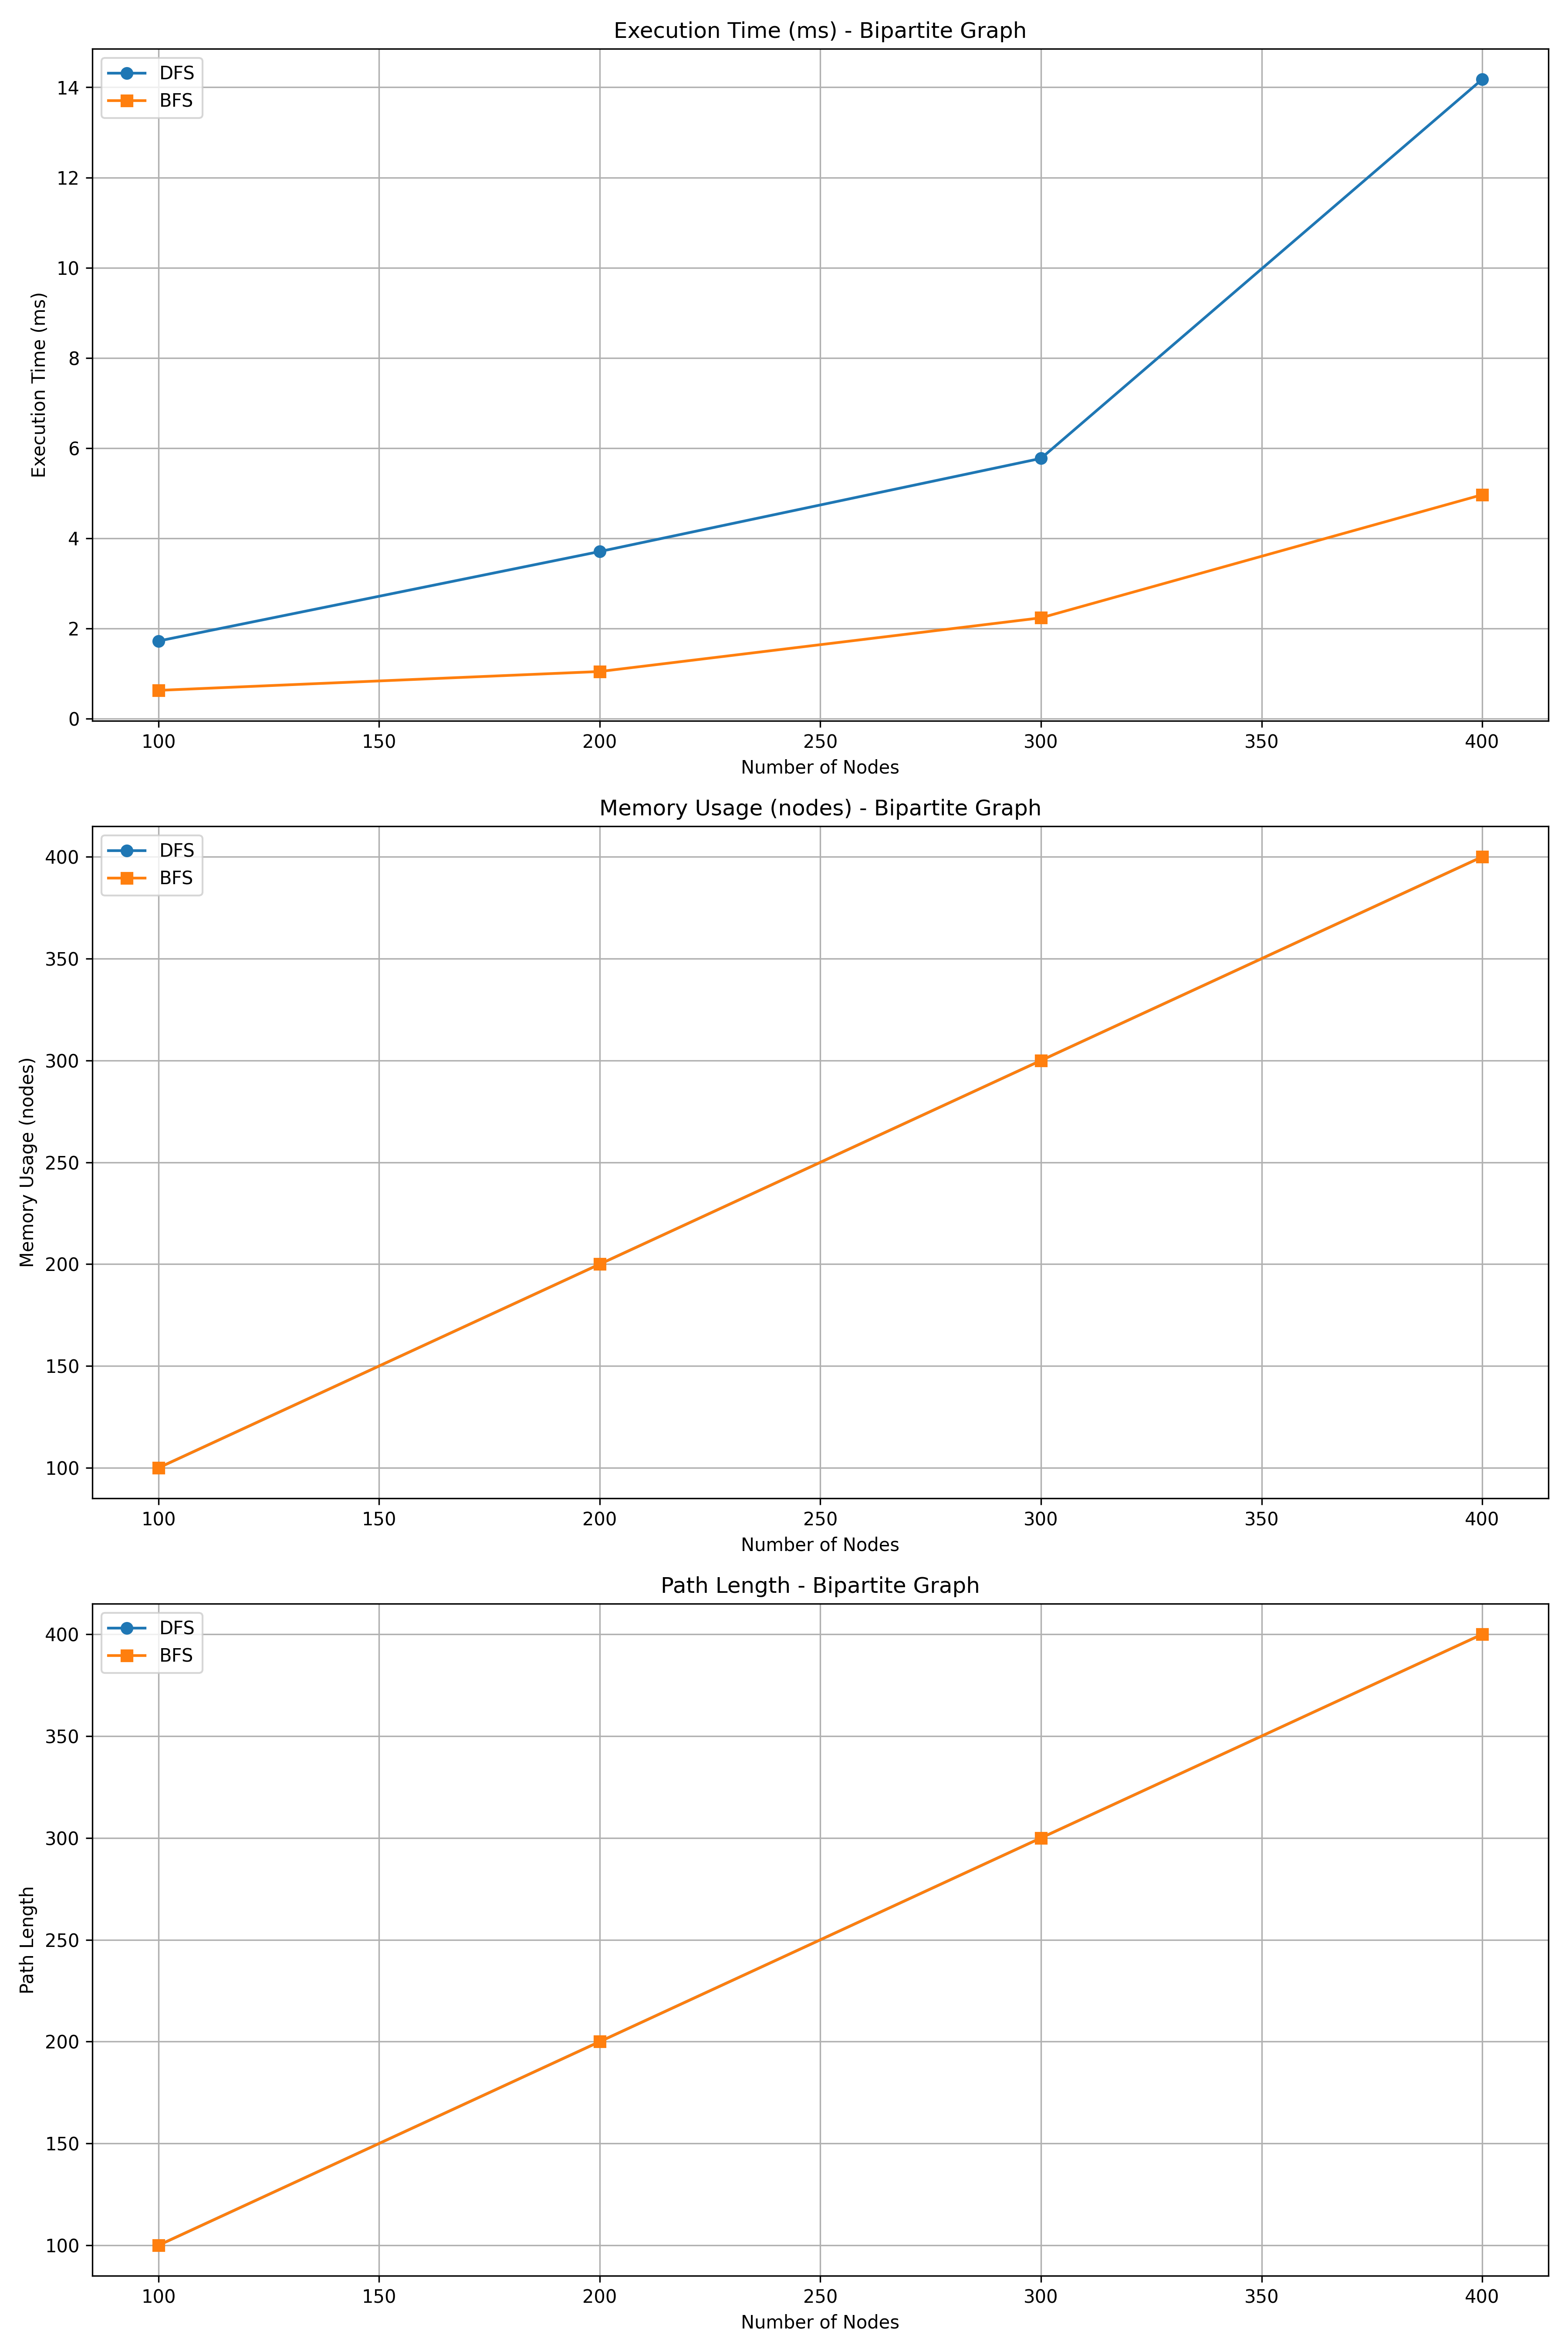 Execution Time (ms) - Bipartite Graph
DFS
BFS
14
12
10
8
6
4
2
0
Execution Time (ms)
100 150 200 250 300 350 400
Number of Nodes
Memory Usage (nodes) - Bipartite Graph
DFS
BFS
400
350
300
250
200
150
100
Memory Usage (nodes)
100 150 200 250 300 350 400
Number of Nodes
Path Length - Bipartite Graph
DFS
BFS
400
350
300
250
200
150
100
Path Length
100 150 200 250 300 350 400
Number of Nodes